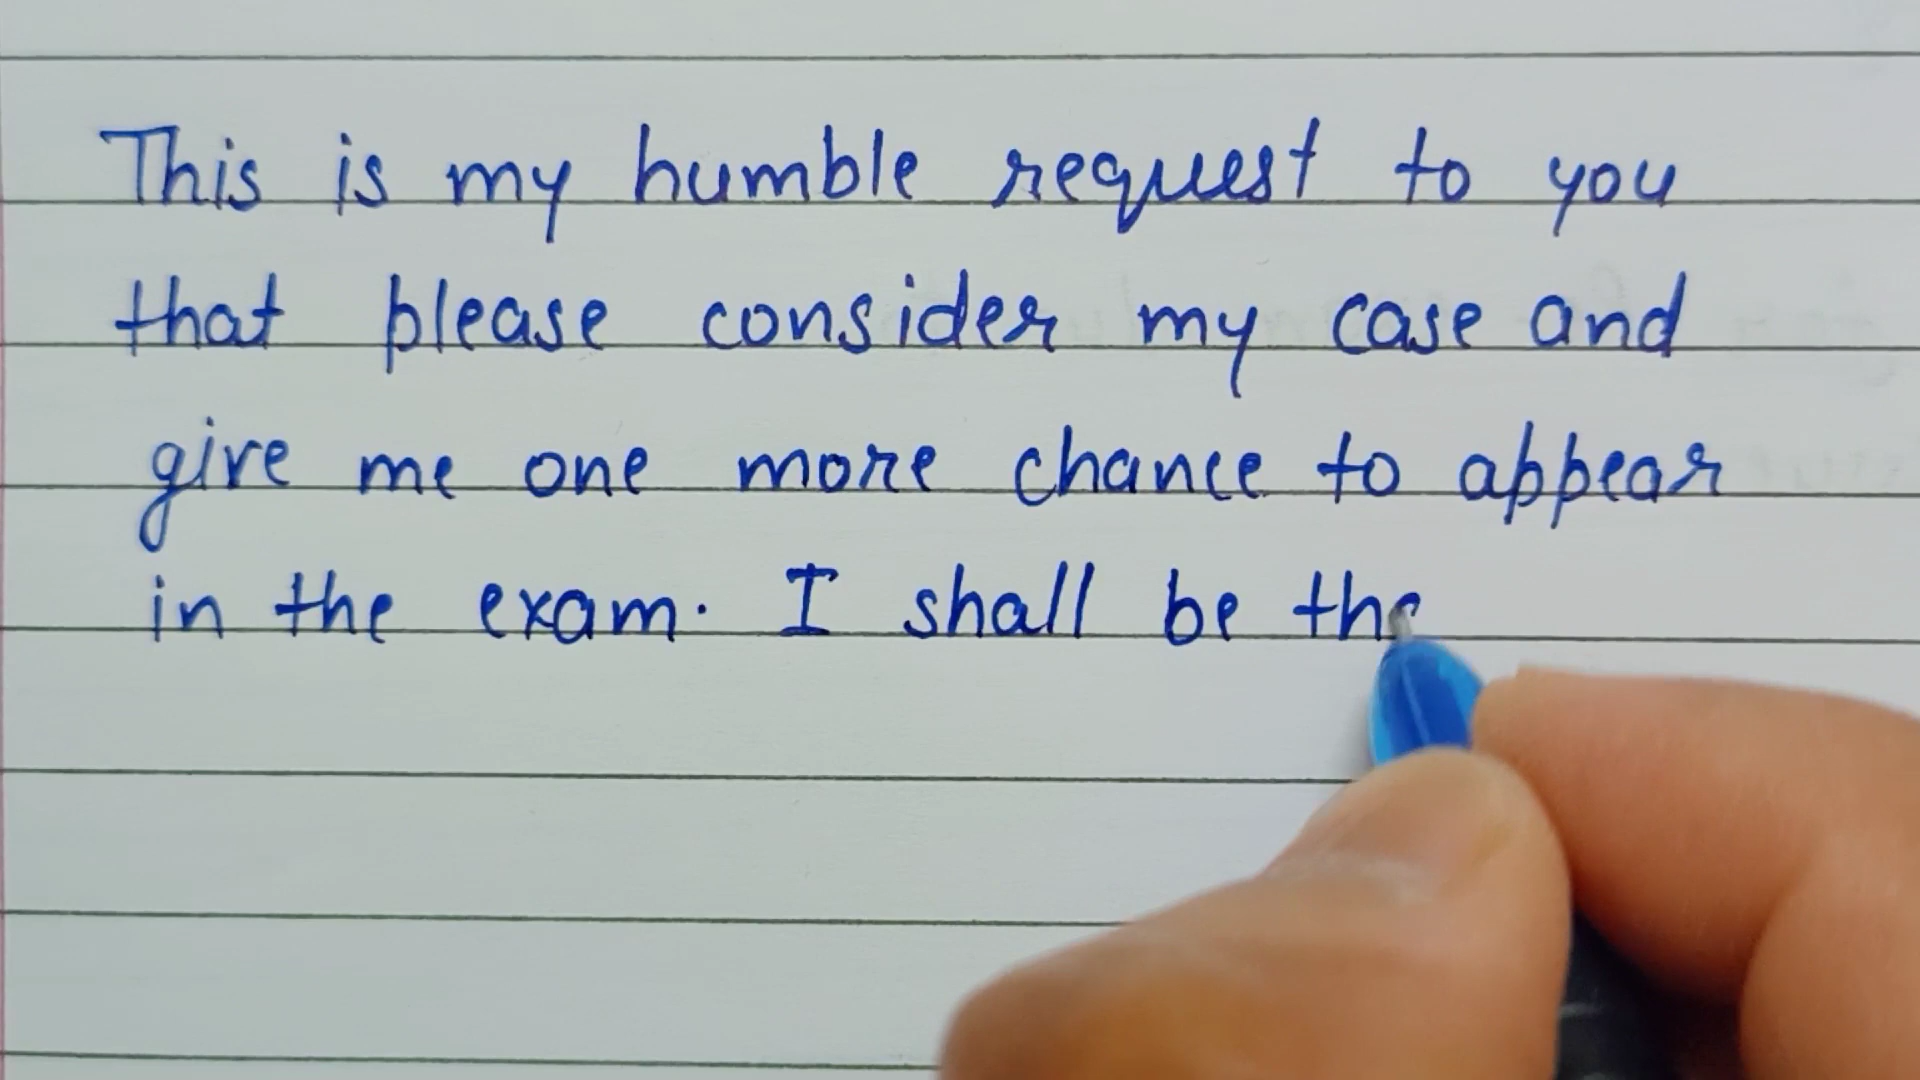 This is my humble request to you
that please consider my case and
give me one more chance to appear
in the exam. I shall be